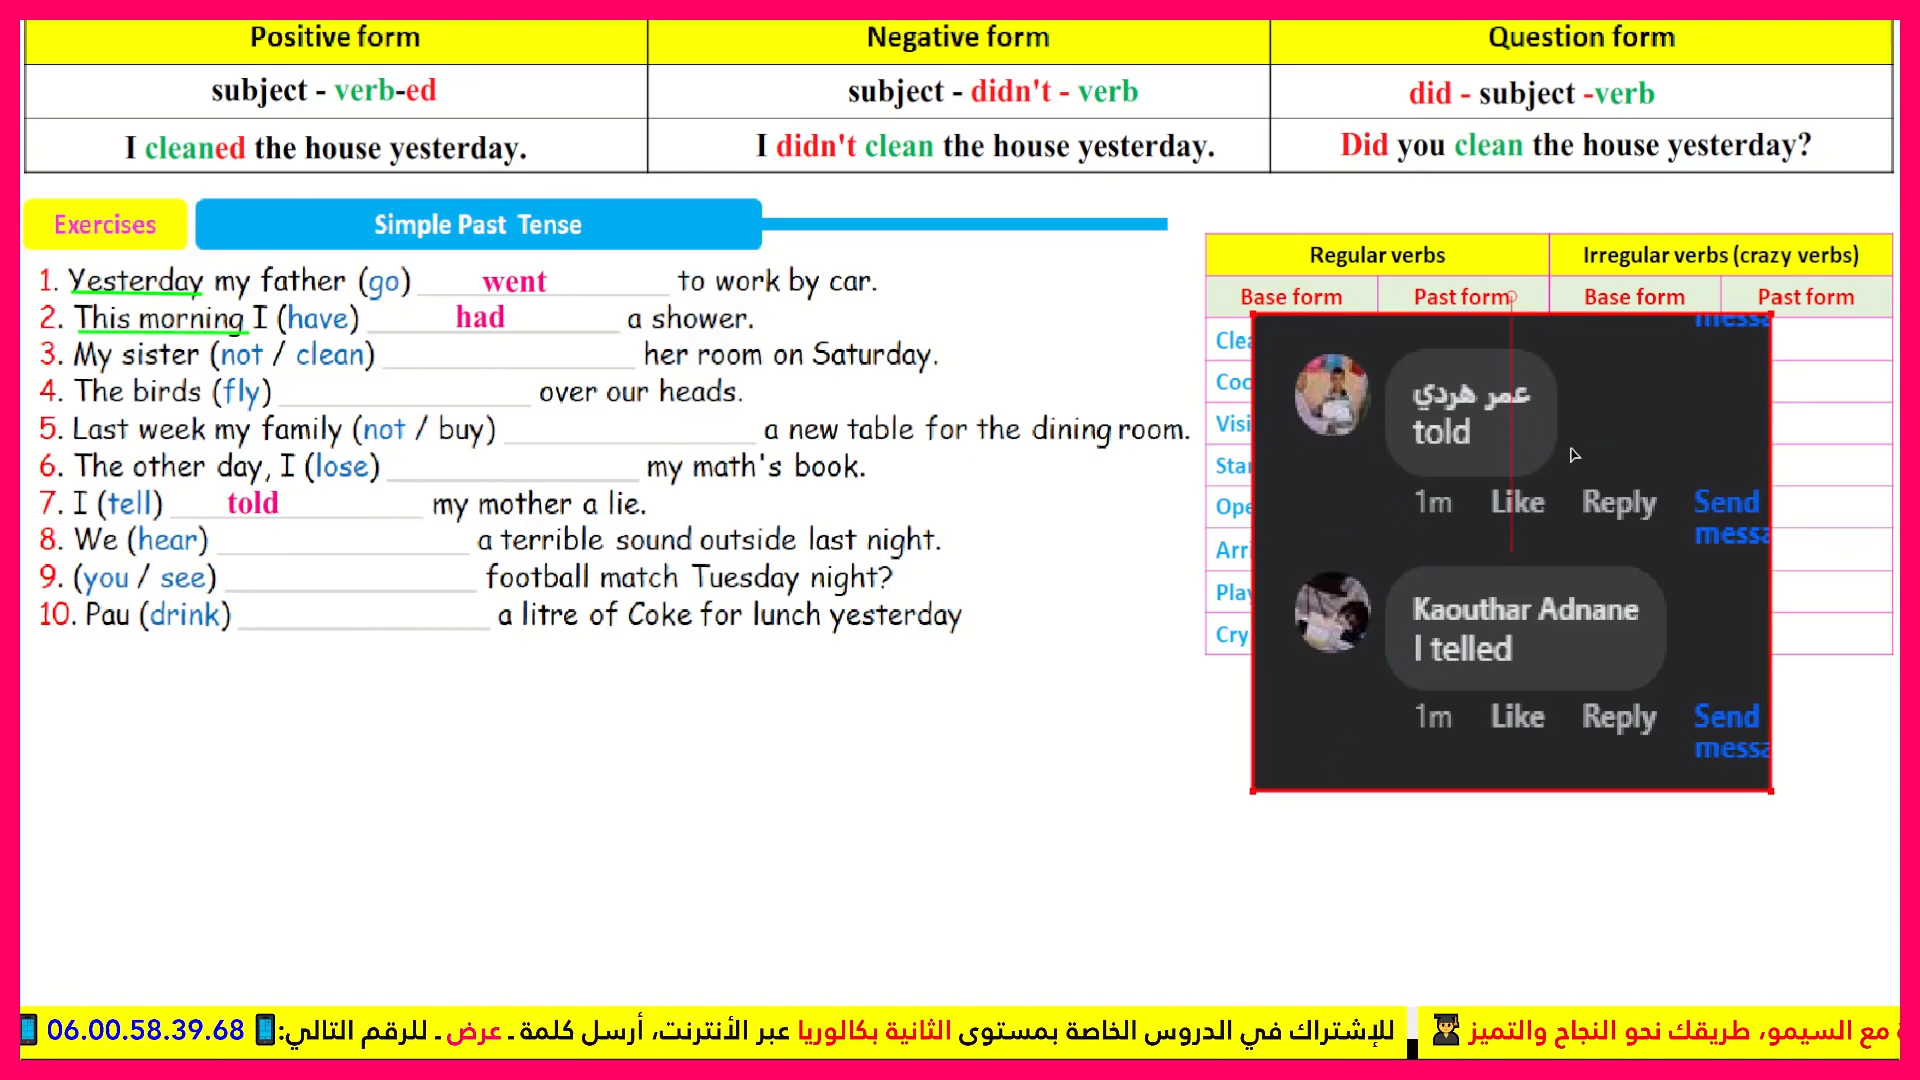 Positive form
Negative form
Question form
subject - verb-ed
subject - didn't - verb
did - subject -verb
I cleaned the house yesterday.
I didn't clean the house yesterday.
Did you clean the house yesterday?
Exercises
Simple Past Tense
1. Yesterday my father (go) went to work by car.
2. This morning I (have) had a shower.
3. My sister (not / clean) her room on Saturday.
4. The birds (fly) over our heads.
5. Last week my family (not / buy) a new table for the dining room.
6. The other day, I (lose) my math's book.
7. I (tell) told my mother a lie.
8. We (hear) a terrible sound outside last night.
9. (you / see) football match Tuesday night?
10. Pau (drink) a litre of Coke for lunch yesterday
Regular verbs
Irregular verbs (crazy verbs)
Base form
Past form
Base form
Past form
Cry
عمر هردي
told
1m Like Reply Send
Kaouthar Adnane
I telled
1m Like Reply Send
مع السيمو، طريقك نحو النجاح والتميز
للإشتراك في الدروس الخاصة بمستوى الثانية بكالوريا عبر الأنترنت، أرسل كلمة ـ عرض ـ للرقم التالي: 06.00.58.39.68